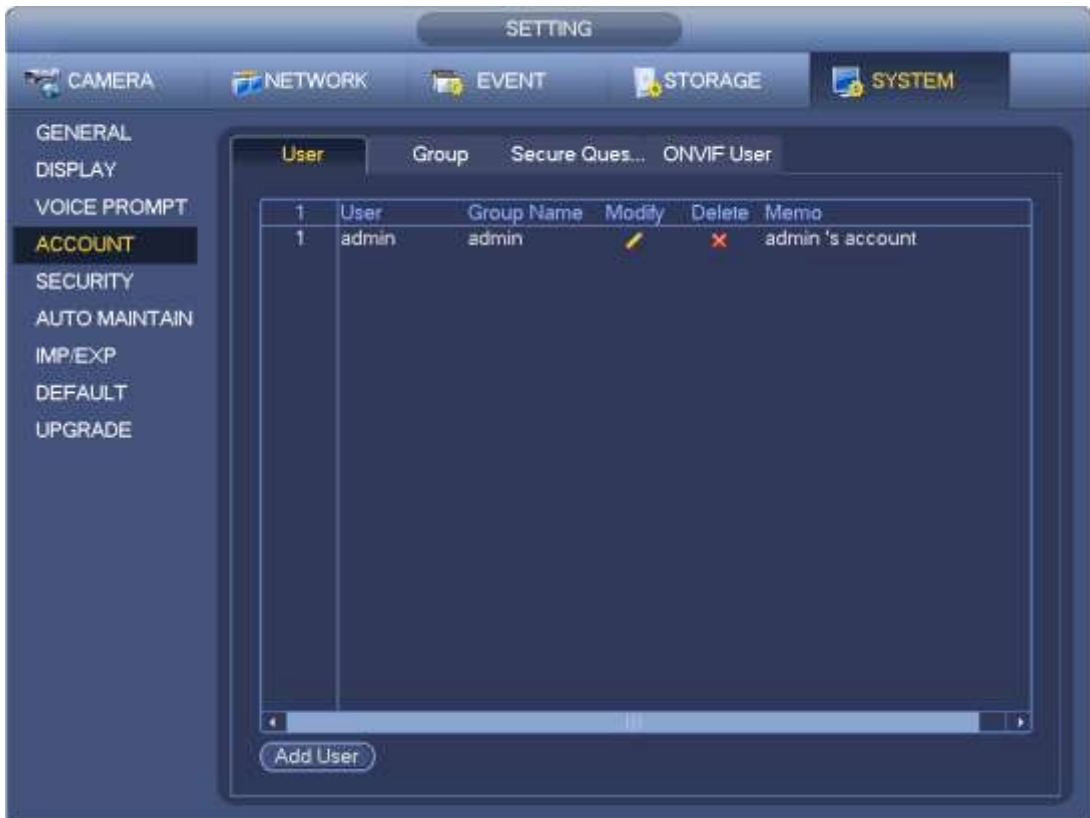 SETTING
CAMERA NETWORK EVENT STORAGE SYSTEM
GENERAL
DISPLAY
VOICE PROMPT
ACCOUNT
SECURITY
AUTO MAINTAIN
IMP/EXP
DEFAULT
UPGRADE
User Group Secure Ques... ONVIF User
1 User Group Name Modify Delete Memo
1 admin admin admin 's account
Add User